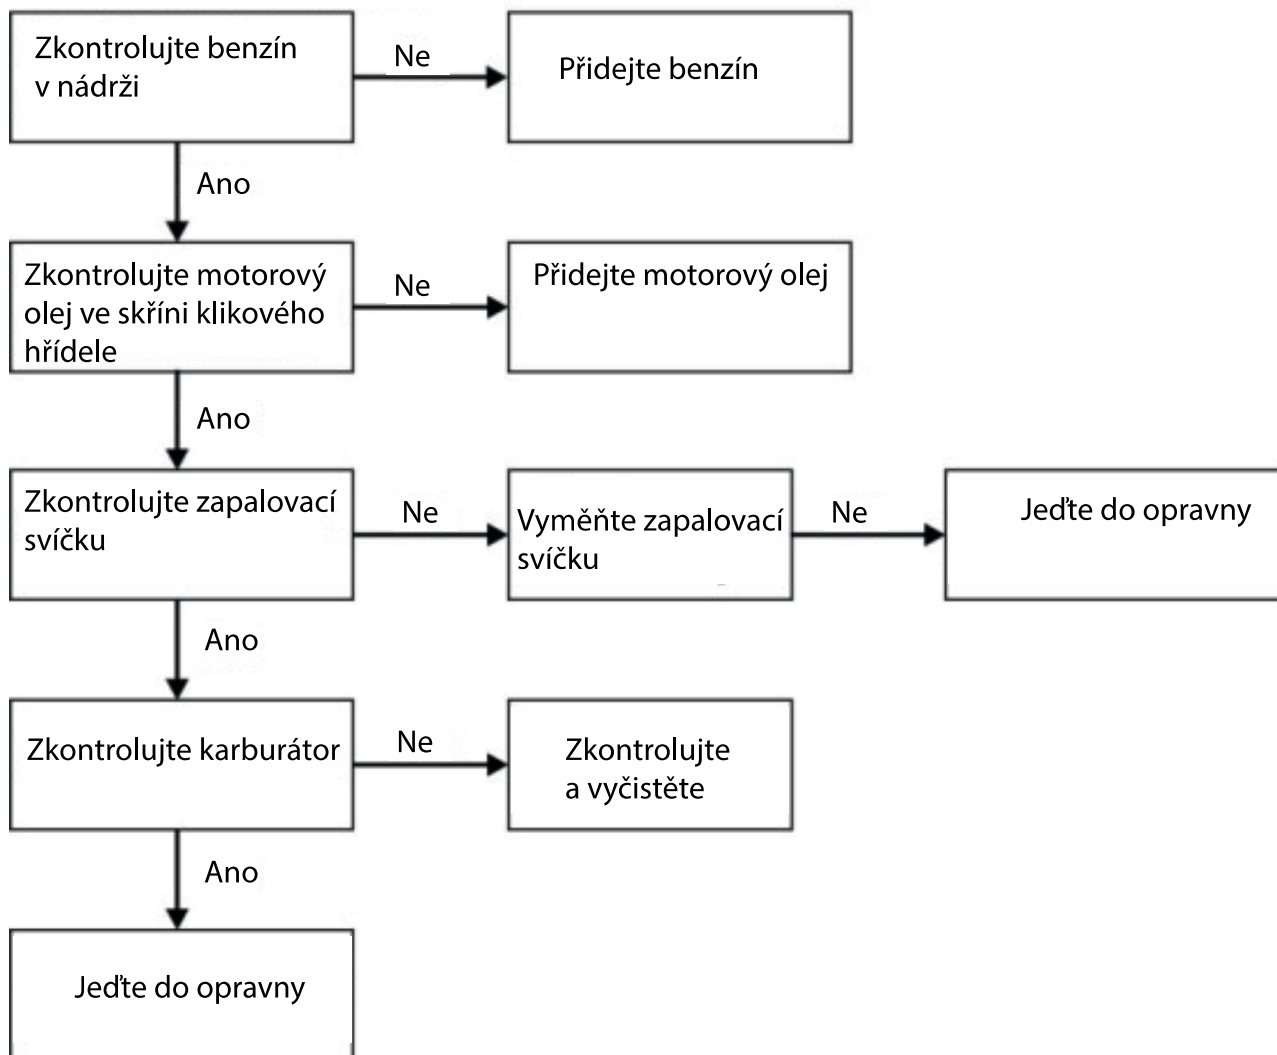 Zkontrolujte benzín
v nádrži
Ne
Přidejte benzín
Ano
Zkontrolujte motorový
olej ve skříni klikového
hřídele
Ne
Přidejte motorový olej
Ano
Zkontrolujte zapalovací
svíčku
Ne
Vyměňte zapalovací
svíčku
Ne
Jeďte do opravny
Ano
Zkontrolujte karburátor
Ne
Zkontrolujte
a vyčistěte
Ano
Jeďte do opravny